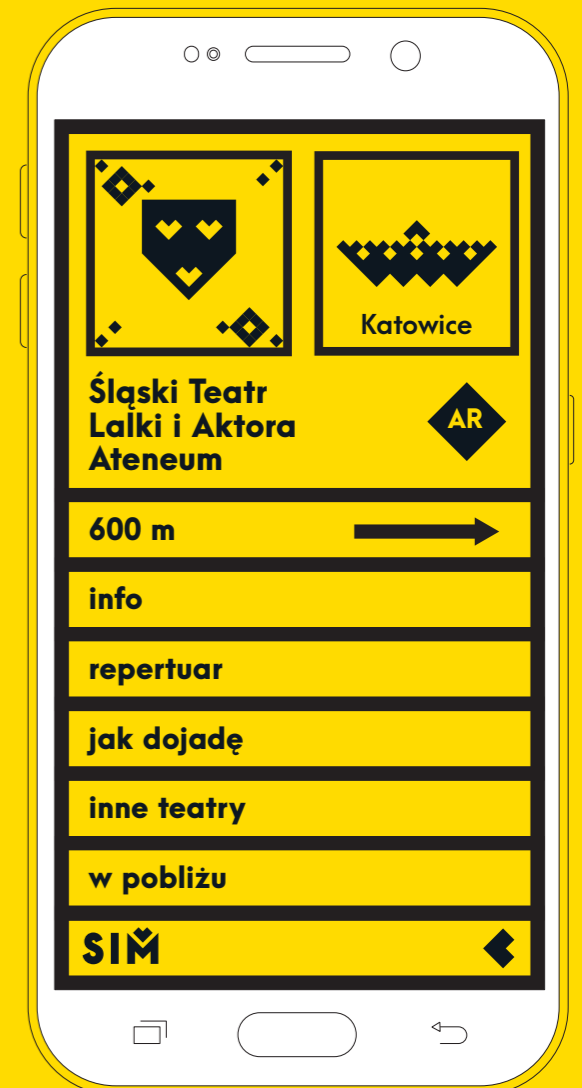 Katowice
Śląski Teatr
Lalki i Aktora
Ateneum
AR
600 m
info
repertuar
jak dojadę
inne teatry
w pobliżu
SIM